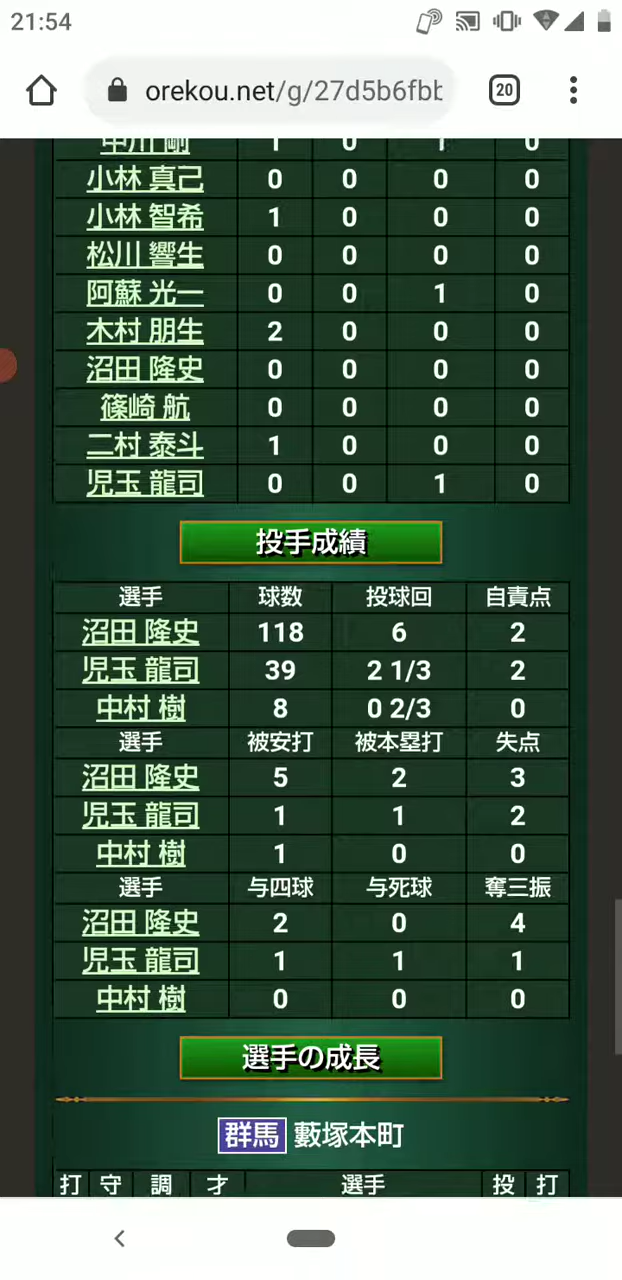 21:54
orekou.net/g/27d5b6fbb 20
中川 剛 1 0 1 0
小林 真己 0 0 0 0
小林 智希 1 0 0 0
松川 響生 0 0 0 0
阿蘇 光一 0 0 1 0
木村 朋生 2 0 0 0
沼田 隆史 0 0 0 0
篠崎 航 0 0 0 0
二村 泰斗 1 0 0 0
児玉 龍司 0 0 1 0
投手成績
選手 球数 投球回 自責点
沼田 隆史 118 6 2
児玉 龍司 39 2 1/3 2
中村 樹 8 0 2/3 0
選手 被安打 被本塁打 失点
沼田 隆史 5 2 3
児玉 龍司 1 1 2
中村 樹 1 0 0
選手 与四球 与死球 奪三振
沼田 隆史 2 0 4
児玉 龍司 1 1 1
中村 樹 0 0 0
選手の成長
群馬 藪塚本町
打 守 調 才 選手 投 打